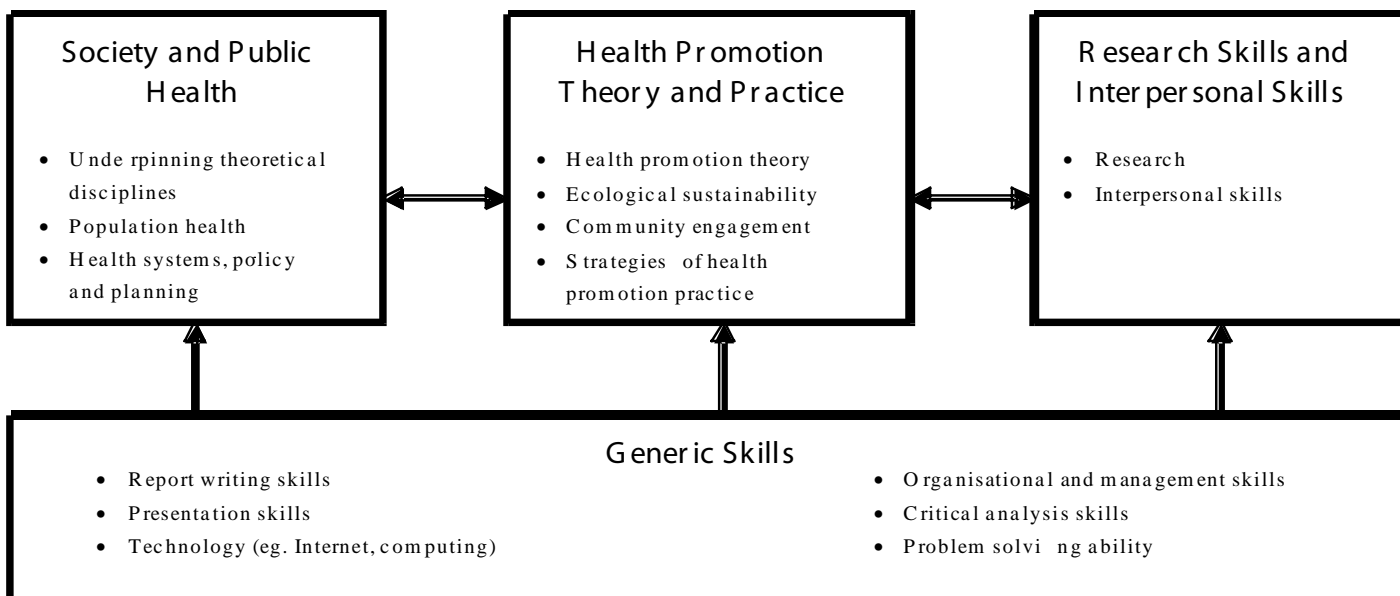 Society and Public
Health
• Underpinning theoretical
disciplines
• Population health
• Health systems, policy
and planning
Health Promotion
Theory and Practice
• Health promotion theory
• Ecological sustainability
• Community engagement
• Strategies of health
promotion practice
Research Skills and
Interpersonal Skills
• Research
• Interpersonal skills
Generic Skills
• Report writing skills
• Presentation skills
• Technology (eg. Internet, computing)
• Organisational and management skills
• Critical analysis skills
• Problem solving ability